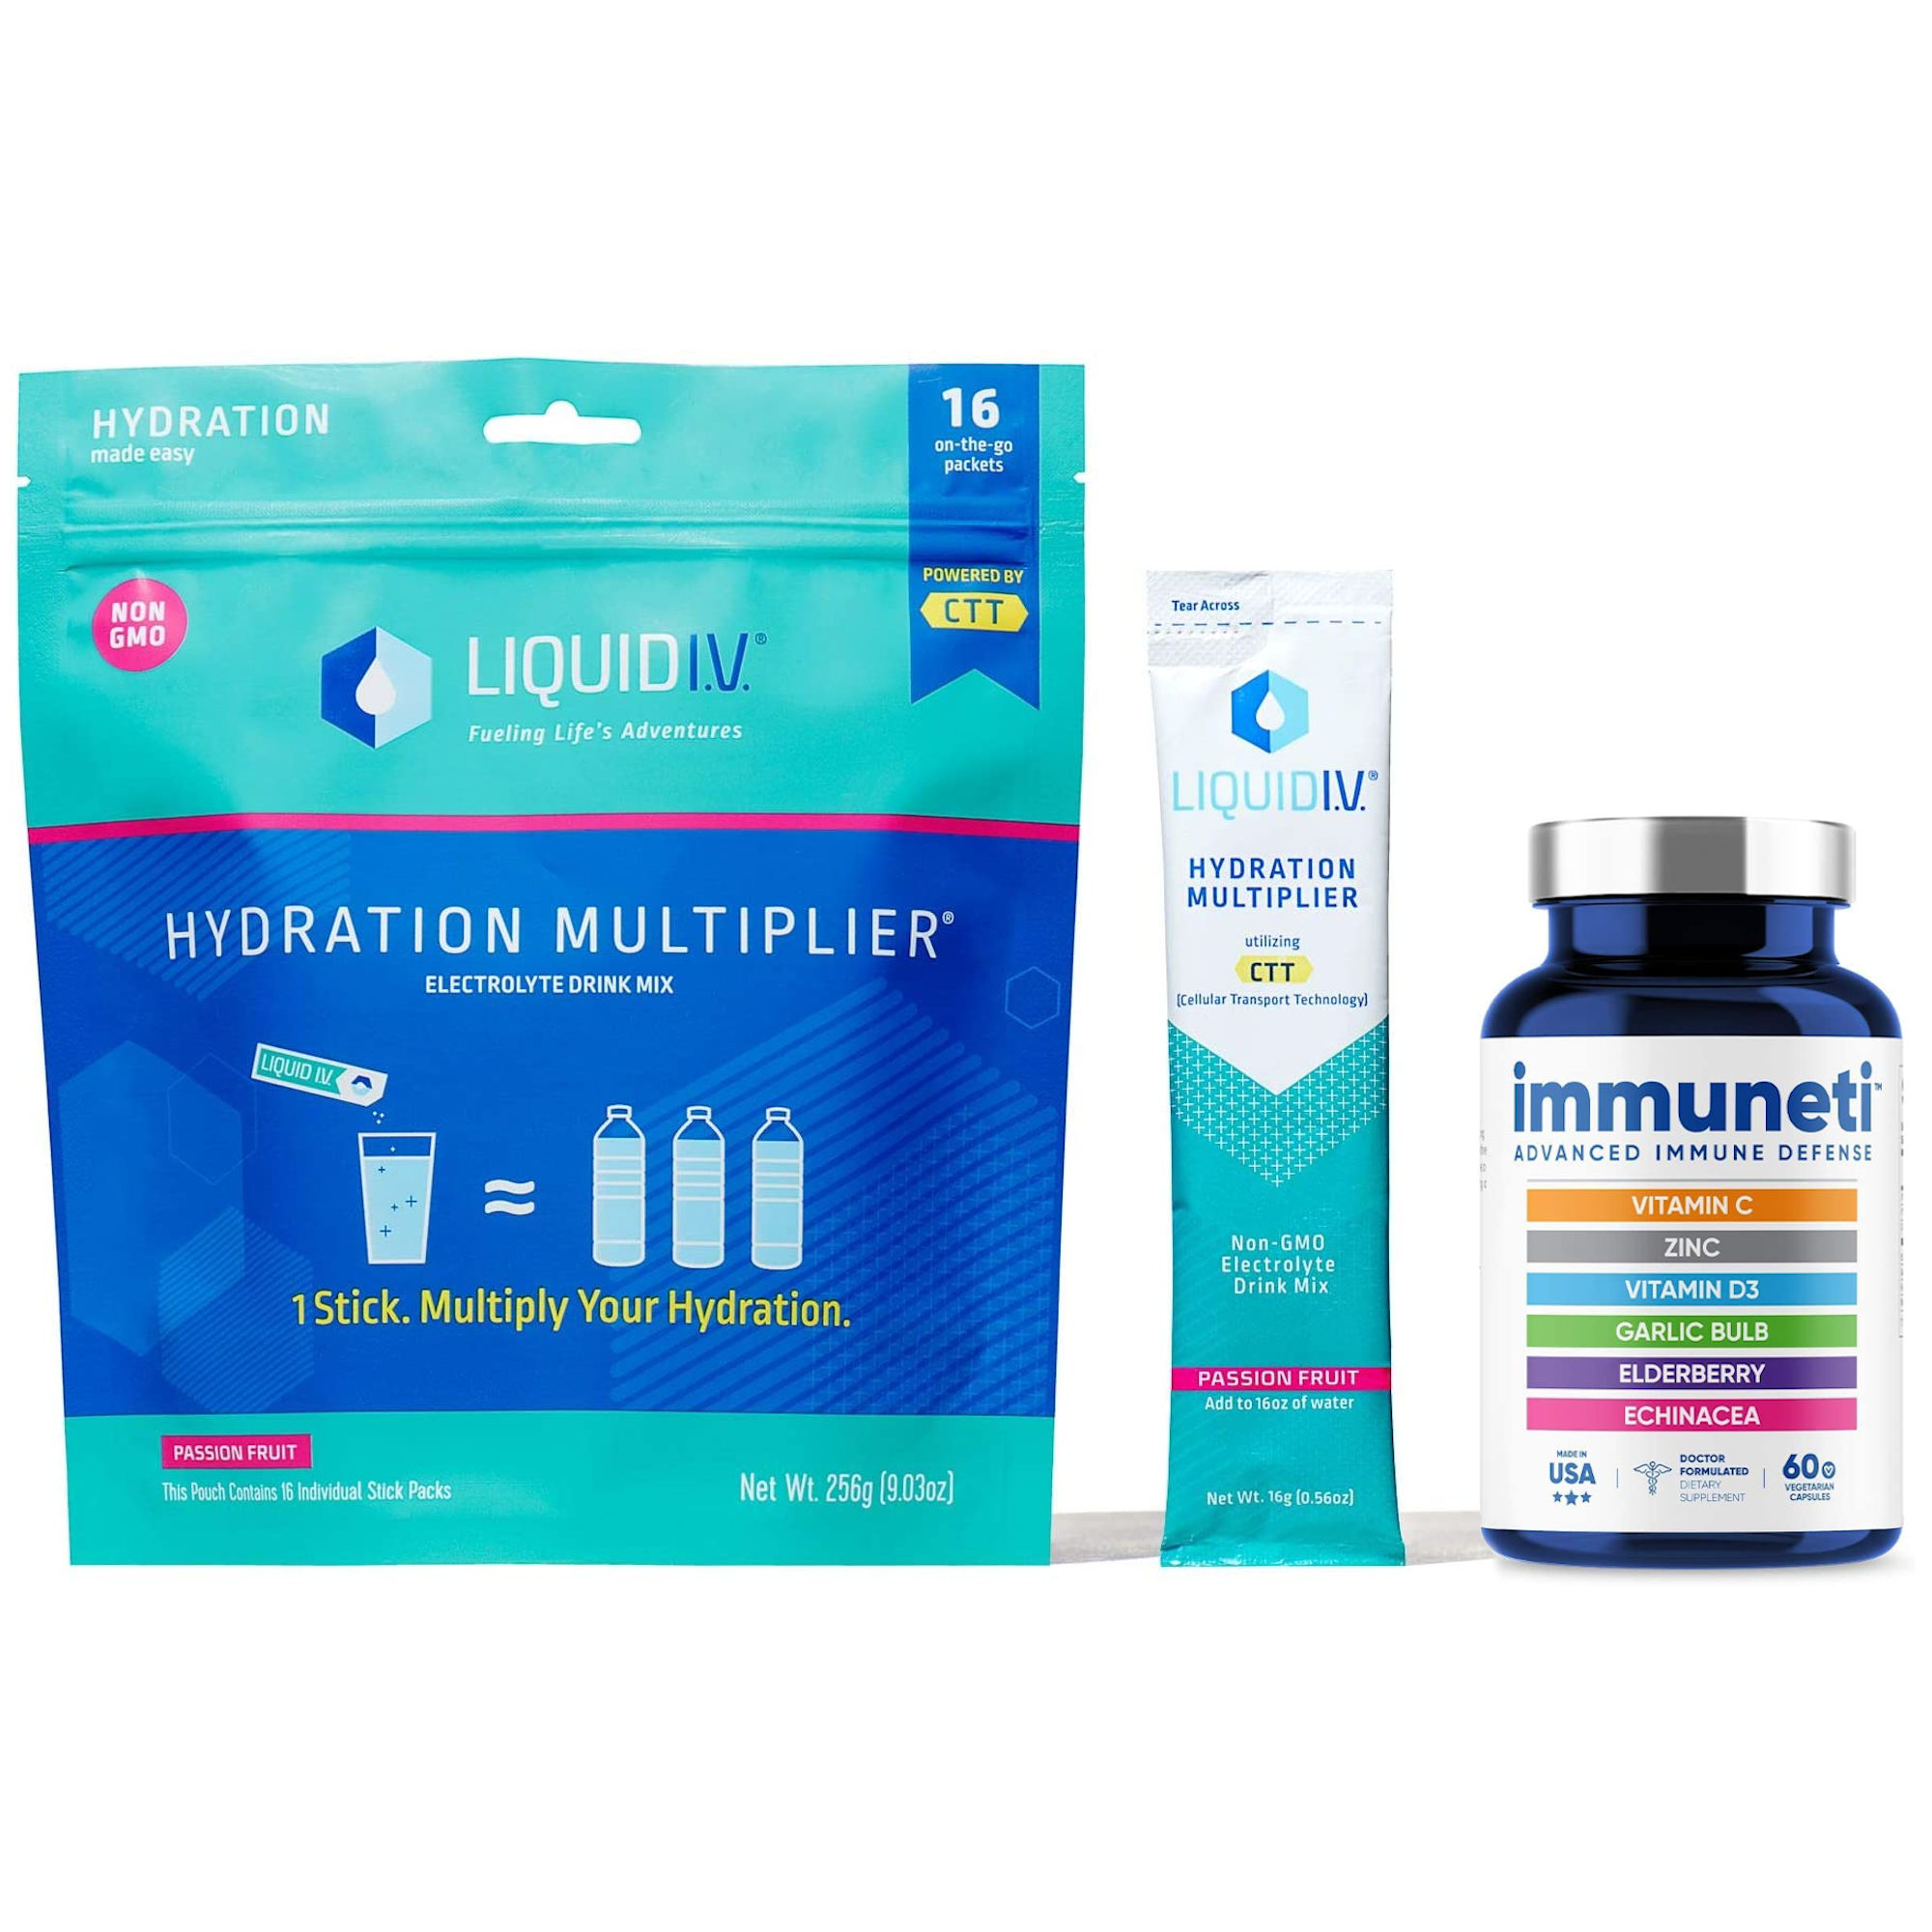 HYDRATION
made easy
16
on-the-go
packets
NON
GMO
POWERED BY
CTT
LIQUID I.V.®
Fueling Life's Adventures
HYDRATION MULTIPLIER®
ELECTROLYTE DRINK MIX
LIQUID I.V.
≈
1 Stick. Multiply Your Hydration.
PASSION FRUIT
This Pouch Contains 16 Individual Stick Packs
Net Wt. 256g (9.03oz)
Tear Across
LIQUID I.V.®
HYDRATION
MULTIPLIER
utilizing
CTT
(Cellular Transport Technology)
Non-GMO
Electrolyte
Drink Mix
PASSION FRUIT
Add to 16oz of water
Net Wt. 16g (0.56oz)
immuneti™
ADVANCED IMMUNE DEFENSE
VITAMIN C
ZINC
VITAMIN D3
GARLIC BULB
ELDERBERRY
ECHINACEA
MADE IN
USA
DOCTOR
FORMULATED
DIETARY
SUPPLEMENT
60
VEGETARIAN
CAPSULES